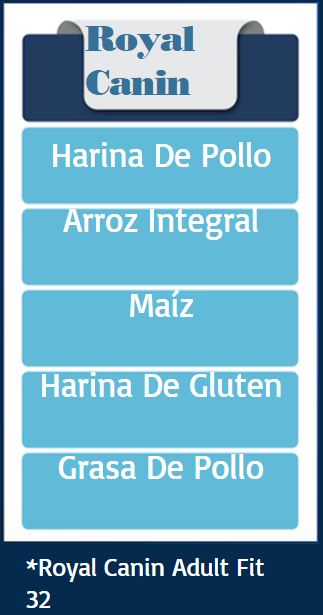 Royal
Canin
Harina De Pollo
Arroz Integral
Maíz
Harina De Gluten
Grasa De Pollo
*Royal Canin Adult Fit
32